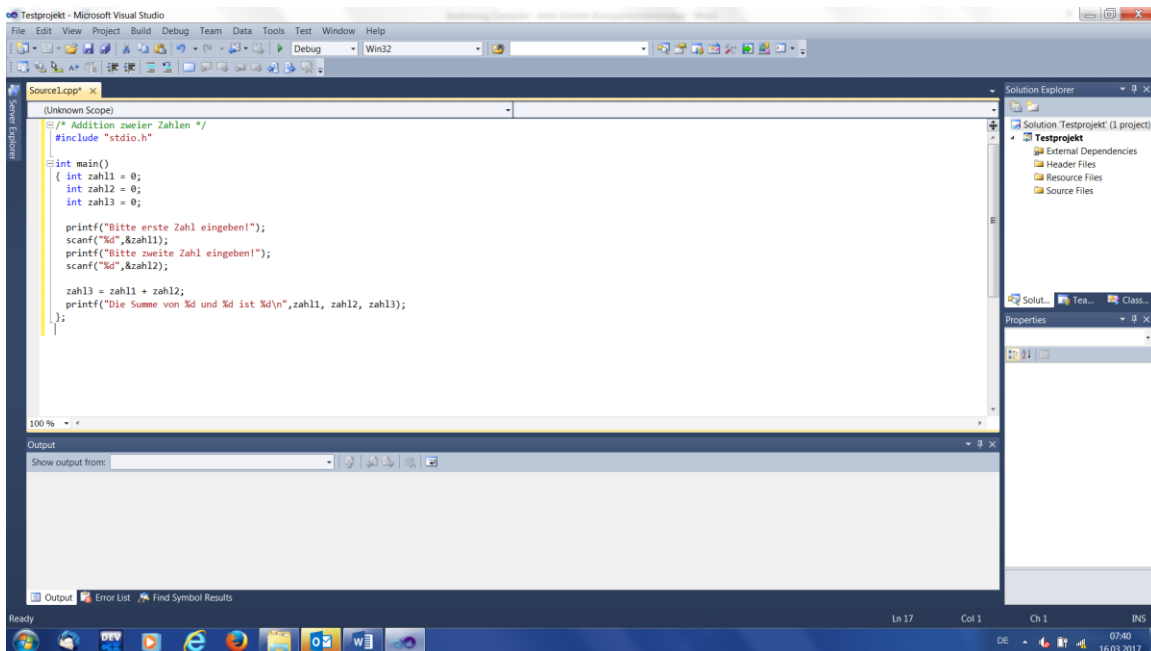 Testprojekt - Microsoft Visual Studio
File Edit View Project Build Debug Team Data Tools Test Window Help
Debug Win32
Server Explorer
Source1.cpp* ×
(Unknown Scope)
/* Addition zweier Zahlen */
#include "stdio.h"
int main()
{ int zahl1 = 0;
int zahl2 = 0;
int zahl3 = 0;
printf("Bitte erste Zahl eingeben!");
scanf("%d",&zahl1);
printf("Bitte zweite Zahl eingeben!");
scanf("%d",&zahl2);
zahl3 = zahl1 + zahl2;
printf("Die Summe von %d und %d ist %d\n",zahl1, zahl2, zahl3);
};
100 %
Solution Explorer
Solution 'Testprojekt' (1 project)
Testprojekt
External Dependencies
Header Files
Resource Files
Source Files
Solut... Tea... Class...
Properties
Output
Show output from:
Output Error List Find Symbol Results
Ready Ln 17 Col 1 Ch 1 INS
DEV
DE 07:40
16.03.2017